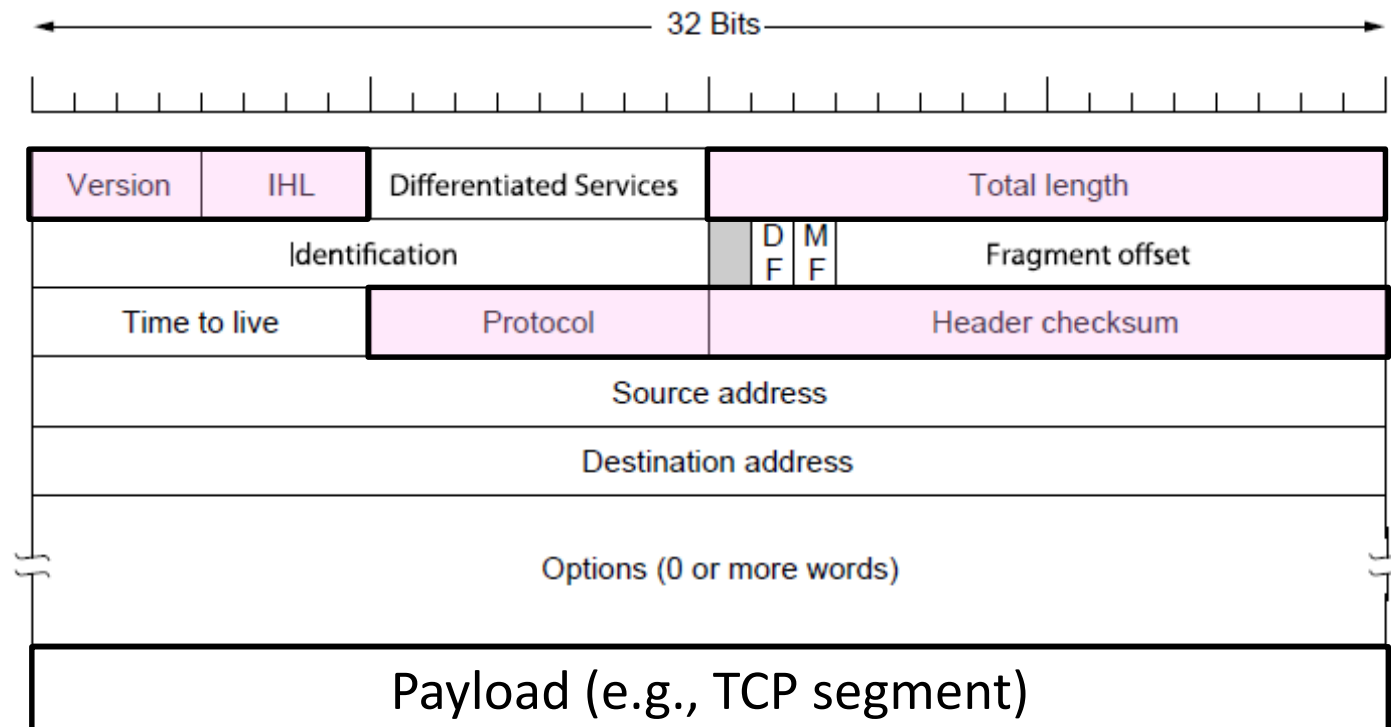 32 Bits
Version IHL Differentiated Services Total length
Identification D F M F Fragment offset
Time to live Protocol Header checksum
Source address
Destination address
Options (0 or more words)
Payload (e.g., TCP segment)